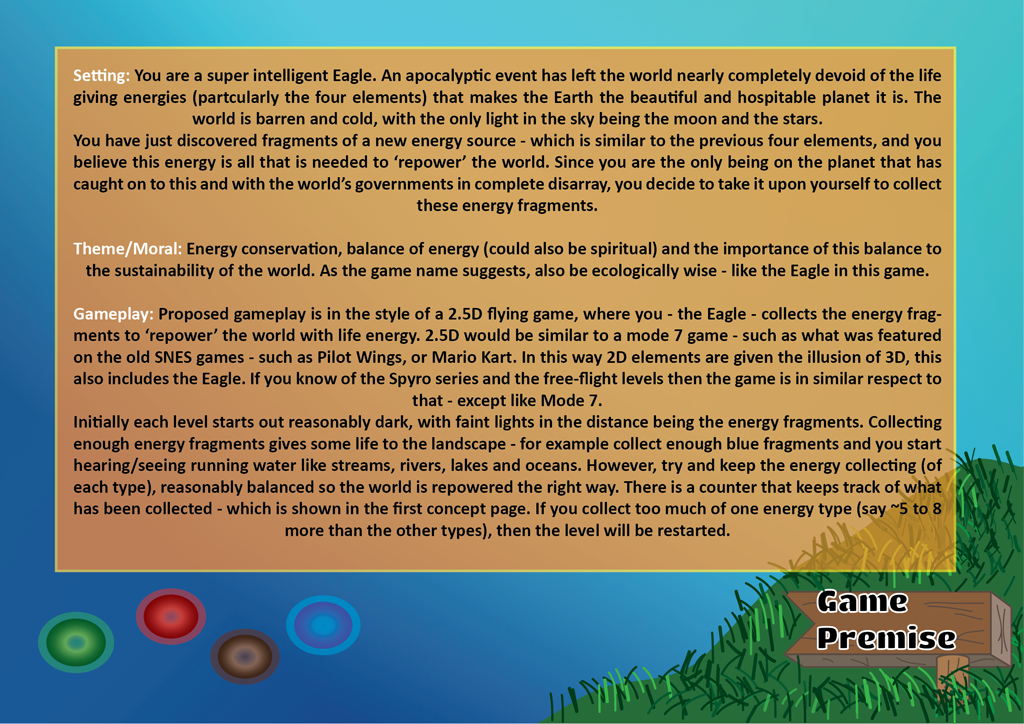 Setting: You are a super intelligent Eagle. An apocalyptic event has left the world nearly completely devoid of the life
giving energies (partcularly the four elements) that makes the Earth the beautiful and hospitable planet it is. The
world is barren and cold, with the only light in the sky being the moon and the stars.
You have just discovered fragments of a new energy source - which is similar to the previous four elements, and you
believe this energy is all that is needed to ‘repower’ the world. Since you are the only being on the planet that has
caught on to this and with the world’s governments in complete disarray, you decide to take it upon yourself to collect
these energy fragments.
Theme/Moral: Energy conservation, balance of energy (could also be spiritual) and the importance of this balance to
the sustainability of the world. As the game name suggests, also be ecologically wise - like the Eagle in this game.
Gameplay: Proposed gameplay is in the style of a 2.5D flying game, where you - the Eagle - collects the energy frag-
ments to ‘repower’ the world with life energy. 2.5D would be similar to a mode 7 game - such as what was featured
on the old SNES games - such as Pilot Wings, or Mario Kart. In this way 2D elements are given the illusion of 3D, this
also includes the Eagle. If you know of the Spyro series and the free-flight levels then the game is in similar respect to
that - except like Mode 7.
Initially each level starts out reasonably dark, with faint lights in the distance being the energy fragments. Collecting
enough energy fragments gives some life to the landscape - for example collect enough blue fragments and you start
hearing/seeing running water like streams, rivers, lakes and oceans. However, try and keep the energy collecting (of
each type), reasonably balanced so the world is repowered the right way. There is a counter that keeps track of what
has been collected - which is shown in the first concept page. If you collect too much of one energy type (say ~5 to 8
more than the other types), then the level will be restarted.
Game
Premise